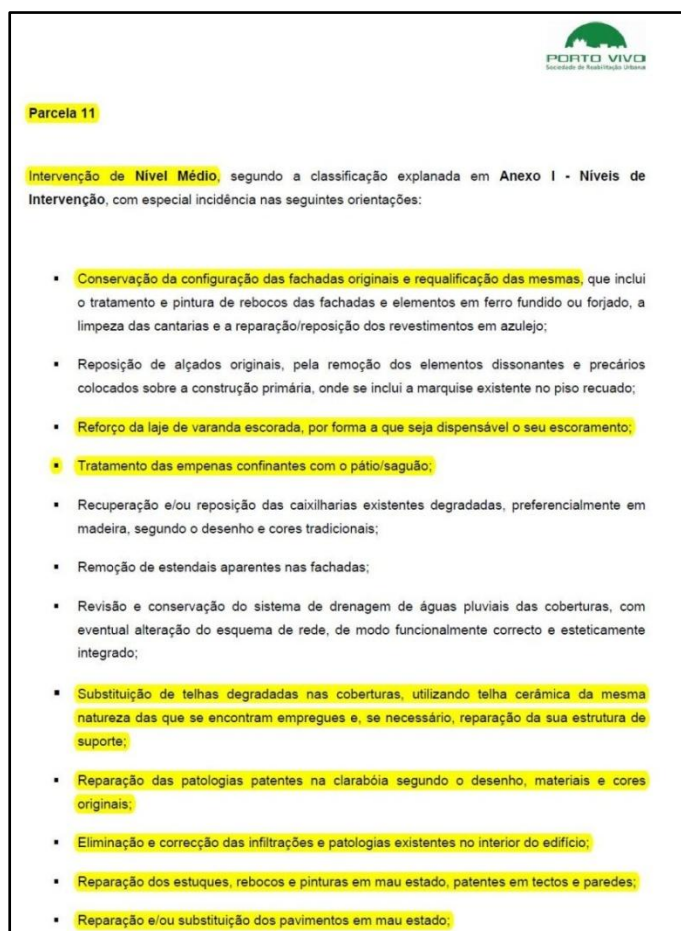 PORTO VIVO
Sociedade de Reabilitação Urbana
Parcela 11
Intervenção de Nível Médio, segundo a classificação explanada em Anexo I - Níveis de
Intervenção, com especial incidência nas seguintes orientações:
▪ Conservação da configuração das fachadas originais e requalificação das mesmas, que inclui
o tratamento e pintura de rebocos das fachadas e elementos em ferro fundido ou forjado, a
limpeza das cantarias e a reparação/reposição dos revestimentos em azulejo;
▪ Reposição de alçados originais, pela remoção dos elementos dissonantes e precários
colocados sobre a construção primária, onde se inclui a marquise existente no piso recuado;
▪ Reforço da laje de varanda escorada, por forma a que seja dispensável o seu escoramento;
▪ Tratamento das empenas confinantes com o pátio/saguão;
▪ Recuperação e/ou reposição das caixilharias existentes degradadas, preferencialmente em
madeira, segundo o desenho e cores tradicionais;
▪ Remoção de estendais aparentes nas fachadas;
▪ Revisão e conservação do sistema de drenagem de águas pluviais das coberturas, com
eventual alteração do esquema de rede, de modo funcionalmente correcto e esteticamente
integrado;
▪ Substituição de telhas degradadas nas coberturas, utilizando telha cerâmica da mesma
natureza das que se encontram empregues e, se necessário, reparação da sua estrutura de
suporte;
▪ Reparação das patologias patentes na clarabóia segundo o desenho, materiais e cores
originais;
▪ Eliminação e correcção das infiltrações e patologias existentes no interior do edifício;
▪ Reparação dos estuques, rebocos e pinturas em mau estado, patentes em tectos e paredes;
▪ Reparação e/ou substituição dos pavimentos em mau estado;